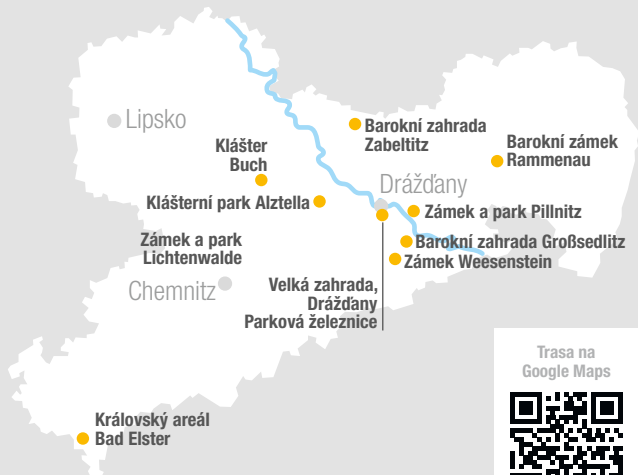 Lipsko
Barokní zahrada
Zabeltitz
Klášter
Buch
Barokní zámek
Rammenau
Drážďany
Klášterní park Alztella
Zámek a park Pillnitz
Zámek a park
Lichtenwalde
Barokní zahrada Großsedlitz
Zámek Weesenstein
Chemnitz
Velká zahrada,
Drážďany
Parková železnice
Trasa na
Google Maps
Královský areál
Bad Elster